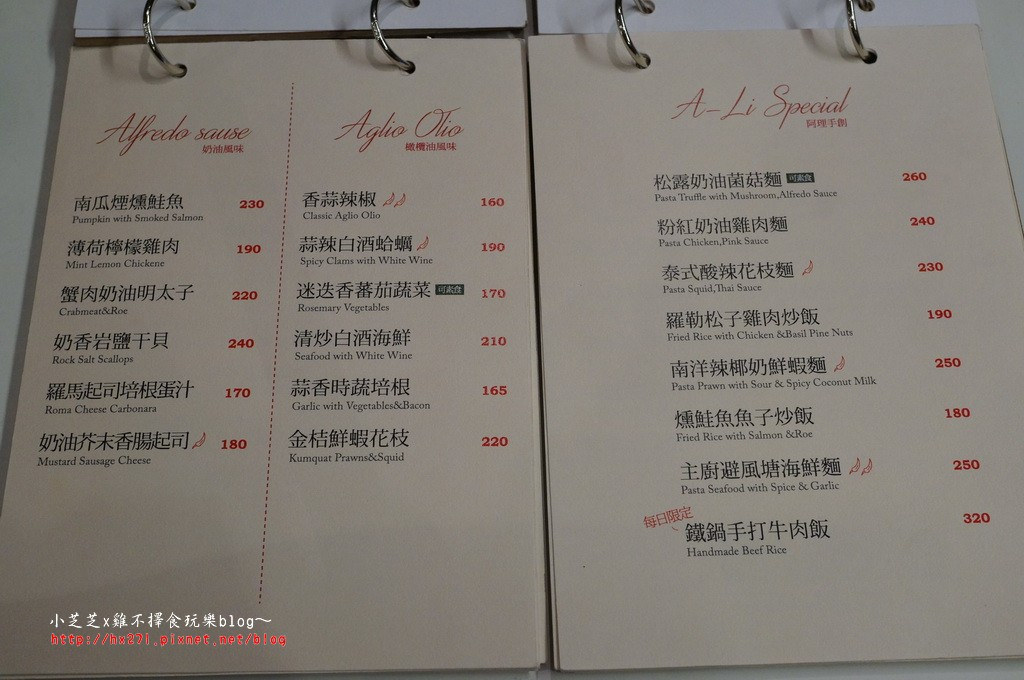 Alfredo sause
奶油風味
南瓜煙燻鮭魚 230
Pumpkin with Smoked Salmon
薄荷檸檬雞肉 190
Mint Lemon Chickene
蟹肉奶油明太子 220
Crabmeat&Roe
奶香岩鹽干貝 240
Rock Salt Scallops
羅馬起司培根蛋汁 170
Roma Cheese Carbonara
奶油芥末香腸起司 180
Mustard Sausage Cheese
Aglio Olio
橄欖油風味
香蒜辣椒 160
Classic Aglio Olio
蒜辣白酒蛤蠣 190
Spicy Clams with White Wine
迷迭香蕃茄蔬菜 可素食 170
Rosemary Vegetables
清炒白酒海鮮 210
Seafood with White Wine
蒜香時蔬培根 165
Garlic with Vegetables&Bacon
金桔鮮蝦花枝 220
Kumquat Prawns&Squid
A-Li Special
阿理手創
松露奶油菌菇麵 可素食 260
Pasta Truffle with Mushroom,Alfredo Sauce
粉紅奶油雞肉麵 240
Pasta Chicken,Pink Sauce
泰式酸辣花枝麵 230
Pasta Squid,Thai Sauce
羅勒松子雞肉炒飯 190
Fried Rice with Chicken &Basil Pine Nuts
南洋辣椰奶鮮蝦麵 250
Pasta Prawn with Sour & Spicy Coconut Milk
燻鮭魚魚子炒飯 180
Fried Rice with Salmon &Roe
主廚避風塘海鮮麵 250
Pasta Seafood with Spice & Garlic
每日限定
鐵鍋手打牛肉飯 320
Handmade Beef Rice
小芝芝x雞不擇食玩樂blog～
http://hx271.pixnet.net/blog